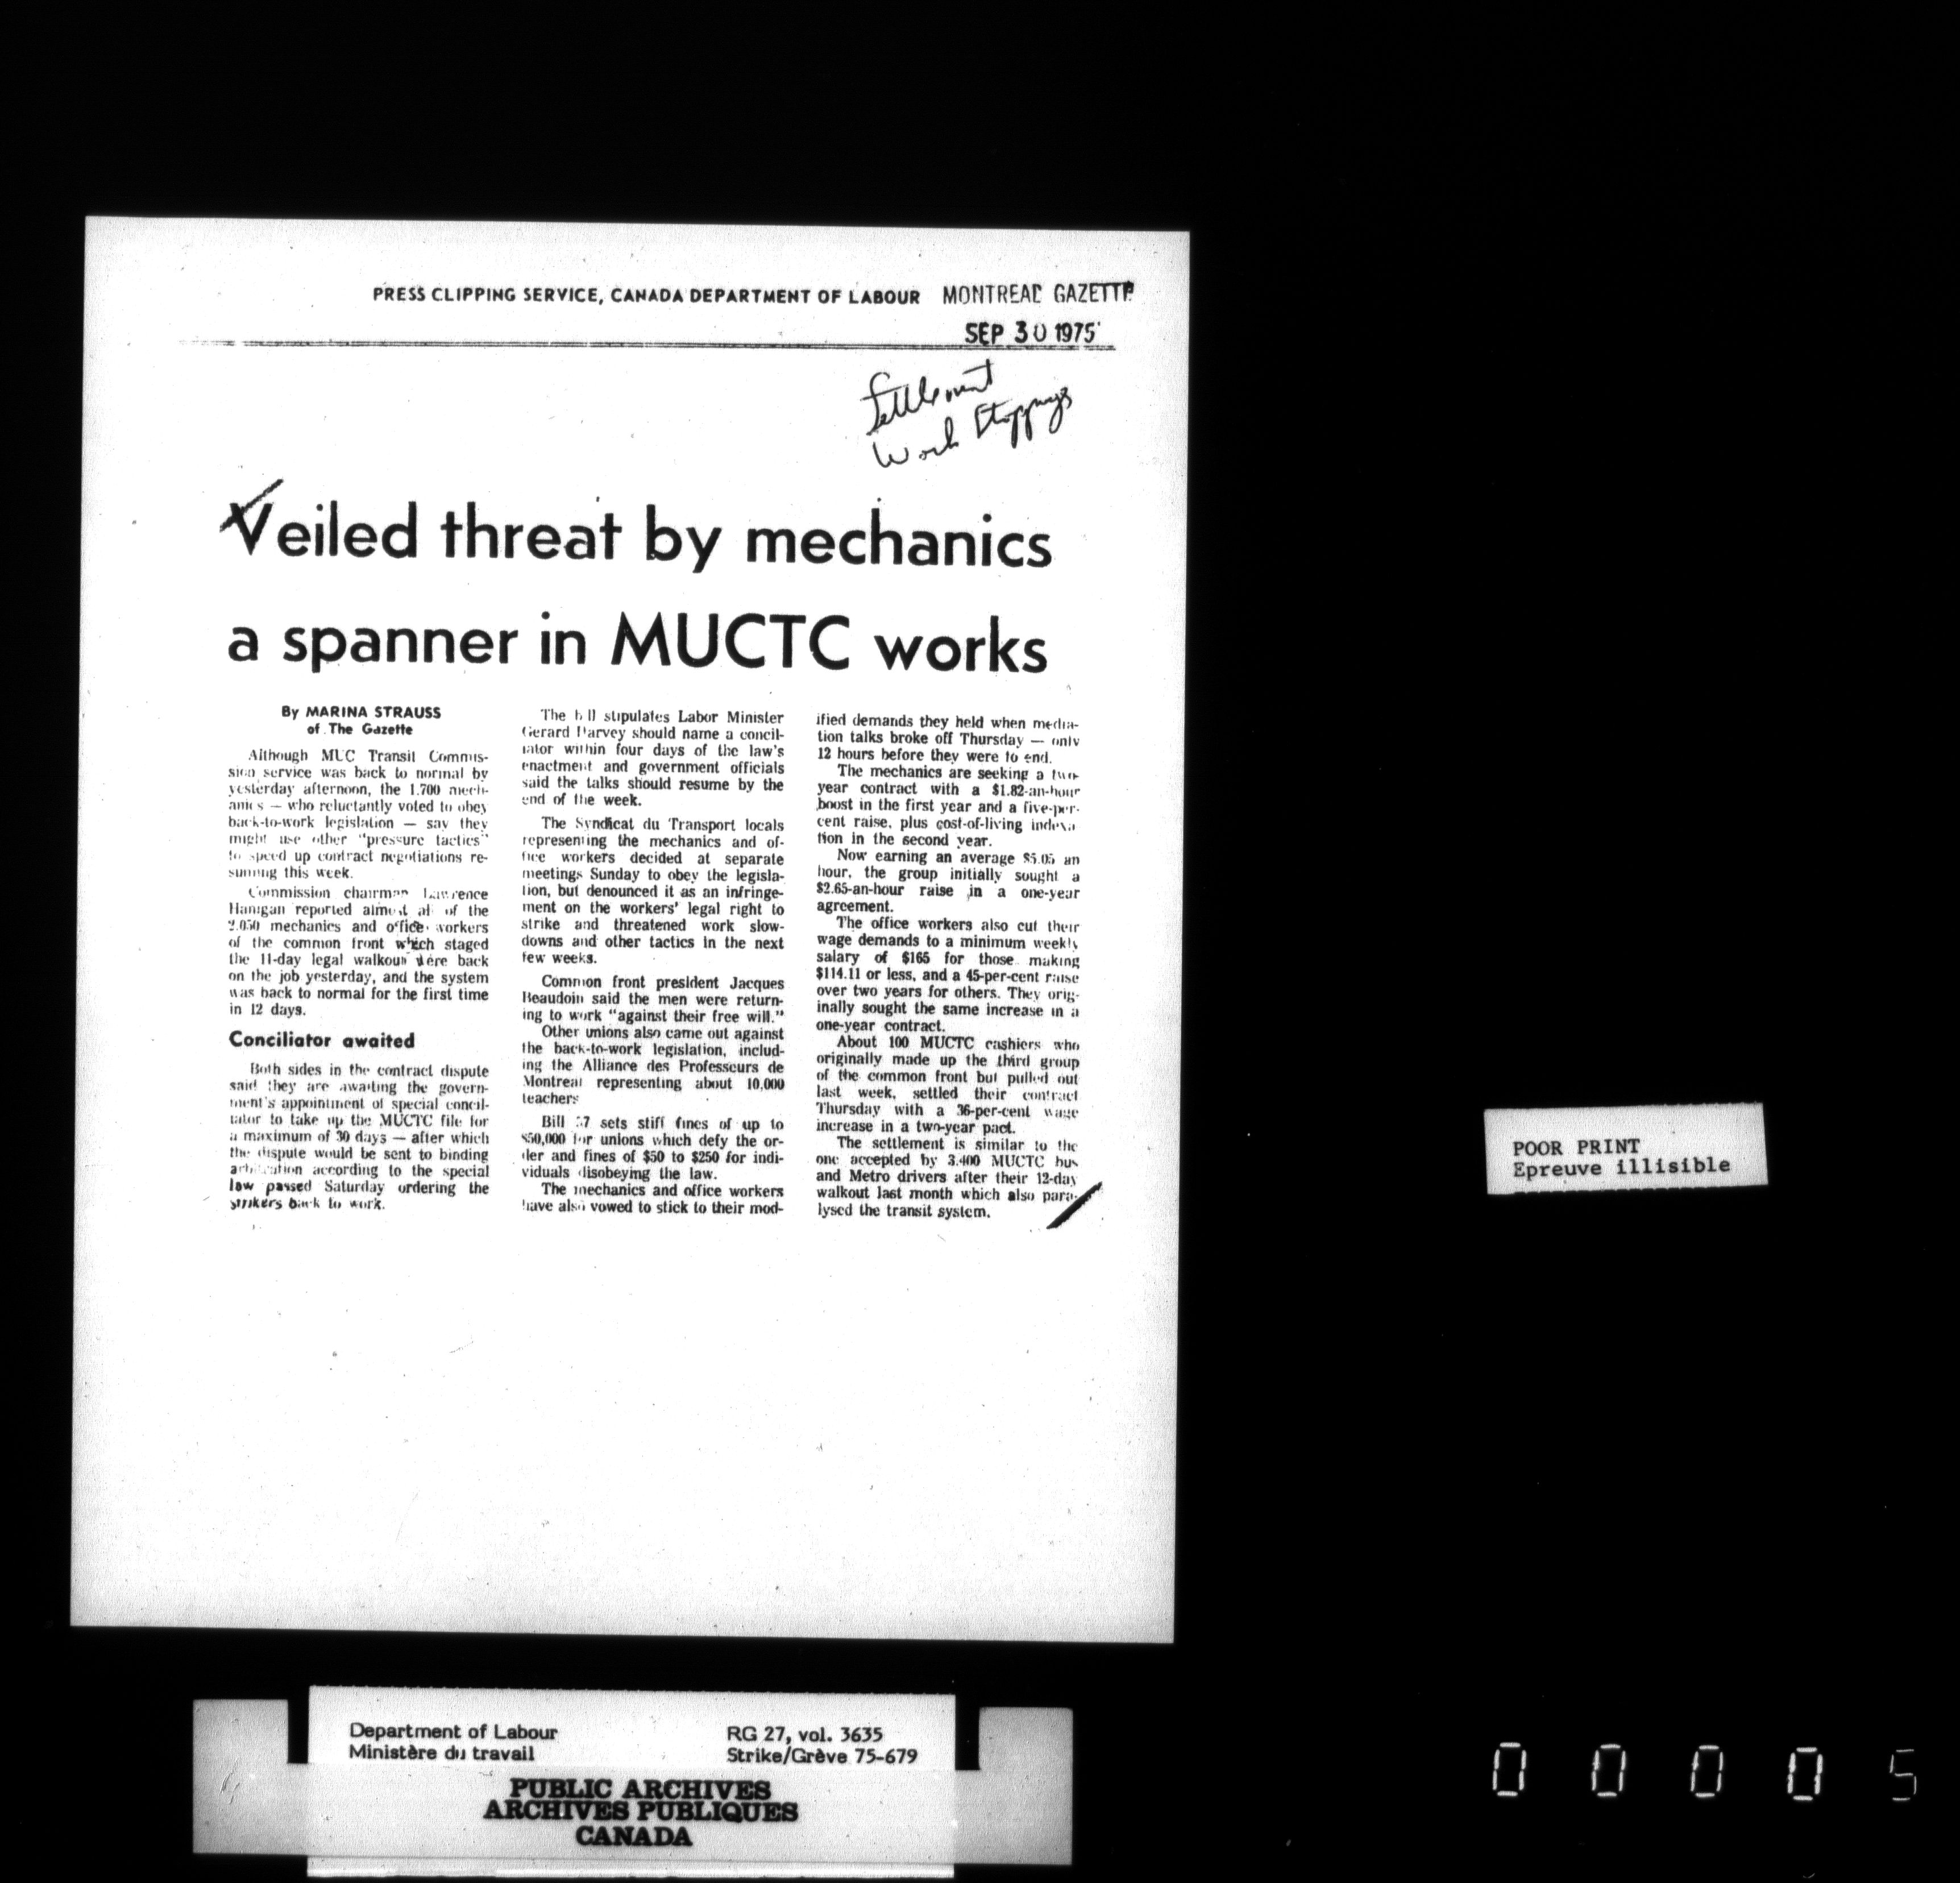 PRESS CLIPPING SERVICE, CANADA DEPARTMENT OF LABOUR MONTREAL GAZETTE
SEP 30 1975
Settlement
Work Stoppages
Veiled threat by mechanics
a spanner in MUCTC works
By MARINA STRAUSS
of The Gazette
Although MUC Transit Commis-
sion service was back to normal by
yesterday afternoon, the 1,700 mech-
anics — who reluctantly voted to obey
back-to-work legislation — say they
might use other "pressure tactics"
to speed up contract negotiations re-
suming this week.
Commission chairman Lawrence
Hanigan reported almost all of the
2,050 mechanics and office workers
of the common front which staged
the 11-day legal walkout were back
on the job yesterday, and the system
was back to normal for the first time
in 12 days.
Conciliator awaited
Both sides in the contract dispute
said they are awaiting the govern-
ment's appointment of special concil-
iator to take up the MUCTC file for
a maximum of 30 days — after which
the dispute would be sent to binding
arbitration according to the special
law passed Saturday ordering the
strikers back to work.
The bill stipulates Labor Minister
Gerard Harvey should name a concil-
iator within four days of the law's
enactment and government officials
said the talks should resume by the
end of the week.
The Syndicat du Transport locals
representing the mechanics and of-
fice workers decided at separate
meetings Sunday to obey the legisla-
tion, but denounced it as an infringe-
ment on the workers' legal right to
strike and threatened work slow-
downs and other tactics in the next
few weeks.
Common front president Jacques
Beaudoin said the men were return-
ing to work "against their free will."
Other unions also came out against
the back-to-work legislation, includ-
ing the Alliance des Professeurs de
Montreal representing about 10,000
teachers
Bill 7 sets stiff fines of up to
$50,000 for unions which defy the or-
der and fines of $50 to $250 for indi-
viduals disobeying the law.
The mechanics and office workers
have also vowed to stick to their mod-
ified demands they held when media-
tion talks broke off Thursday — only
12 hours before they were to end.
The mechanics are seeking a two-
year contract with a $1.82-an-hour
boost in the first year and a five-per-
cent raise, plus cost-of-living indexa
tion in the second year.
Now earning an average $5.05 an
hour, the group initially sought a
$2.65-an-hour raise in a one-year
agreement.
The office workers also cut their
wage demands to a minimum weekly
salary of $165 for those making
$114.11 or less, and a 45-per-cent raise
over two years for others. They orig-
inally sought the same increase in a
one-year contract.
About 100 MUCTC cashiers who
originally made up the third group
of the common front but pulled out
last week, settled their contract
Thursday with a 36-per-cent wage
increase in a two-year pact.
The settlement is similar to the
one accepted by 3,400 MUCTC bus
and Metro drivers after their 12-day
walkout last month which also para-
lysed the transit system.
POOR PRINT
Epreuve illisible
Department of Labour
Ministère du travail
RG 27, vol. 3635
Strike/Grève 75-679
PUBLIC ARCHIVES
ARCHIVES PUBLIQUES
CANADA
0 0 0 0 5